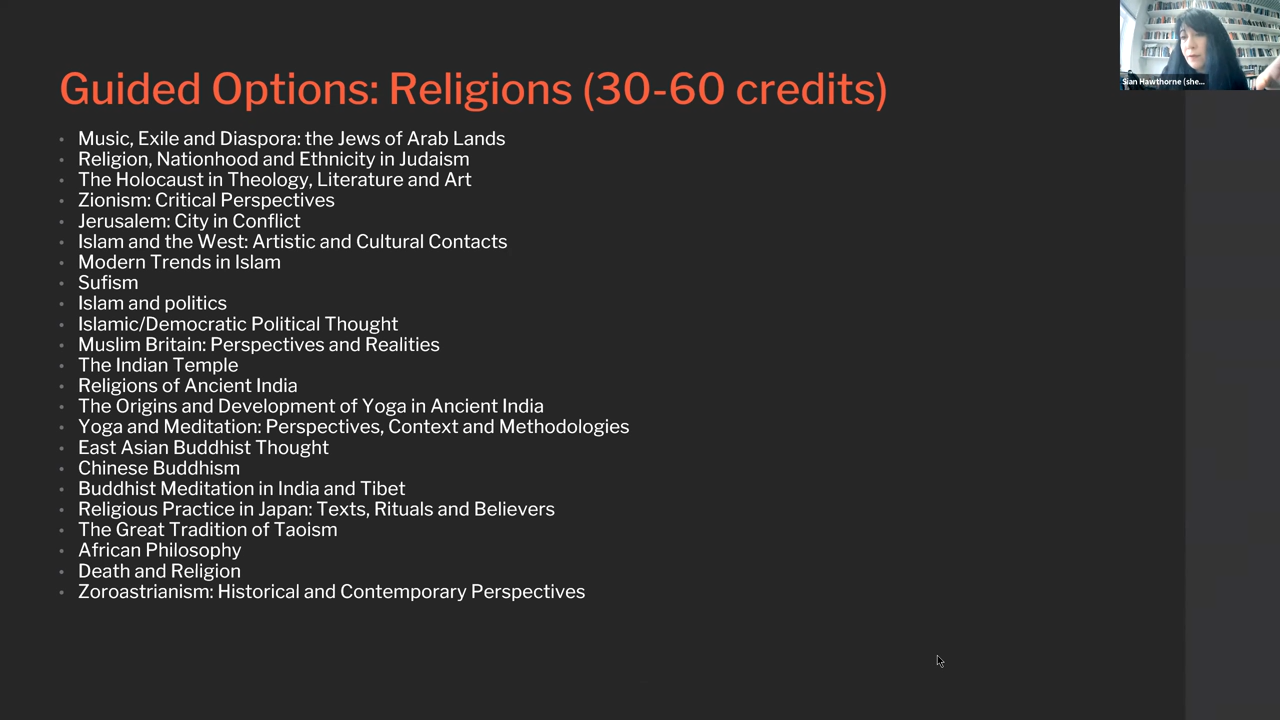 Guided Options: Religions (30-60 credits)
• Music, Exile and Diaspora: the Jews of Arab Lands
• Religion, Nationhood and Ethnicity in Judaism
• The Holocaust in Theology, Literature and Art
• Zionism: Critical Perspectives
• Jerusalem: City in Conflict
• Islam and the West: Artistic and Cultural Contacts
• Modern Trends in Islam
• Sufism
• Islam and politics
• Islamic/Democratic Political Thought
• Muslim Britain: Perspectives and Realities
• The Indian Temple
• Religions of Ancient India
• The Origins and Development of Yoga in Ancient India
• Yoga and Meditation: Perspectives, Context and Methodologies
• East Asian Buddhist Thought
• Chinese Buddhism
• Buddhist Meditation in India and Tibet
• Religious Practice in Japan: Texts, Rituals and Believers
• The Great Tradition of Taoism
• African Philosophy
• Death and Religion
• Zoroastrianism: Historical and Contemporary Perspectives
Sian Hawthorne (she...